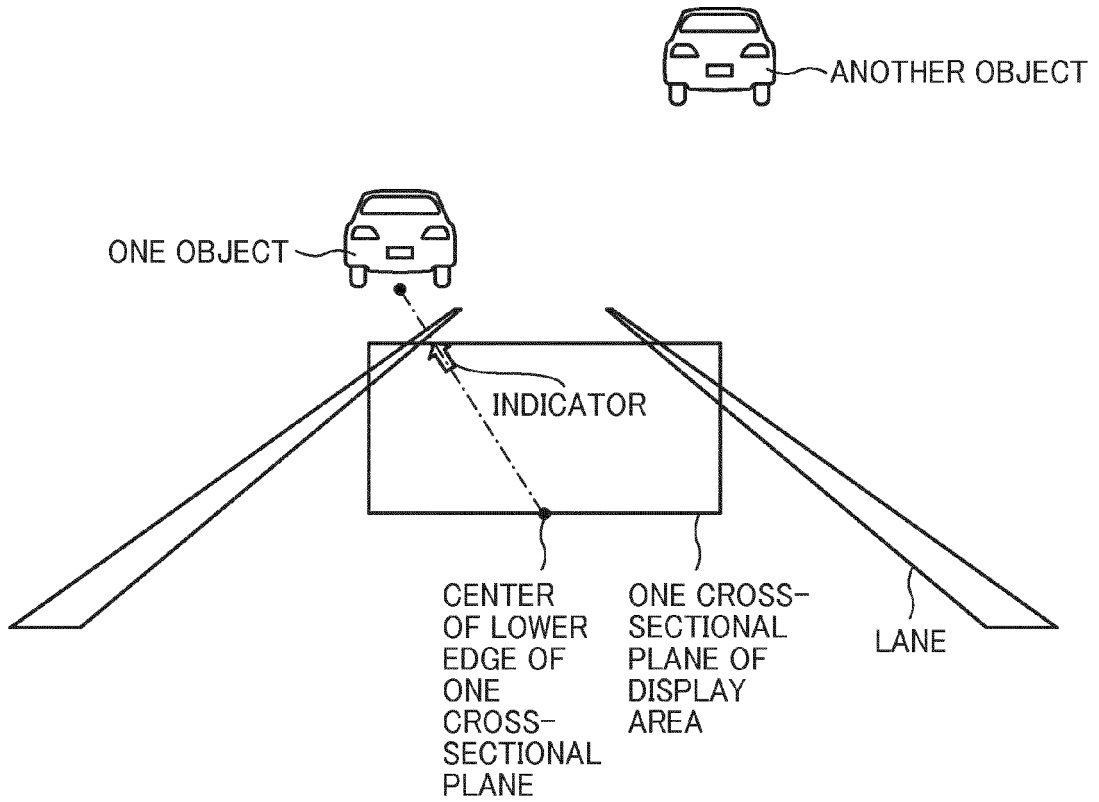 ANOTHER OBJECT
ONE OBJECT
INDICATOR
CENTER
OF LOWER
EDGE OF
ONE
CROSS-
SECTIONAL
PLANE
ONE CROSS-
SECTIONAL
PLANE OF
DISPLAY
AREA
LANE